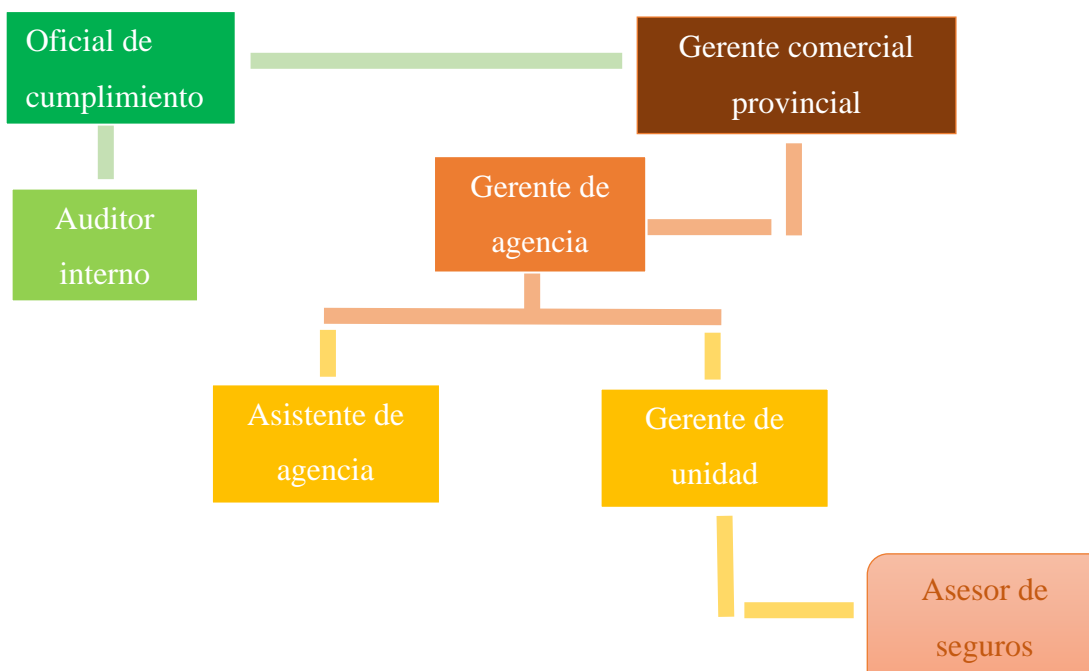 Oficial de
cumplimiento
Gerente comercial
provincial
Auditor
interno
Gerente de
agencia
Asistente de
agencia
Gerente de
unidad
Asesor de
seguros